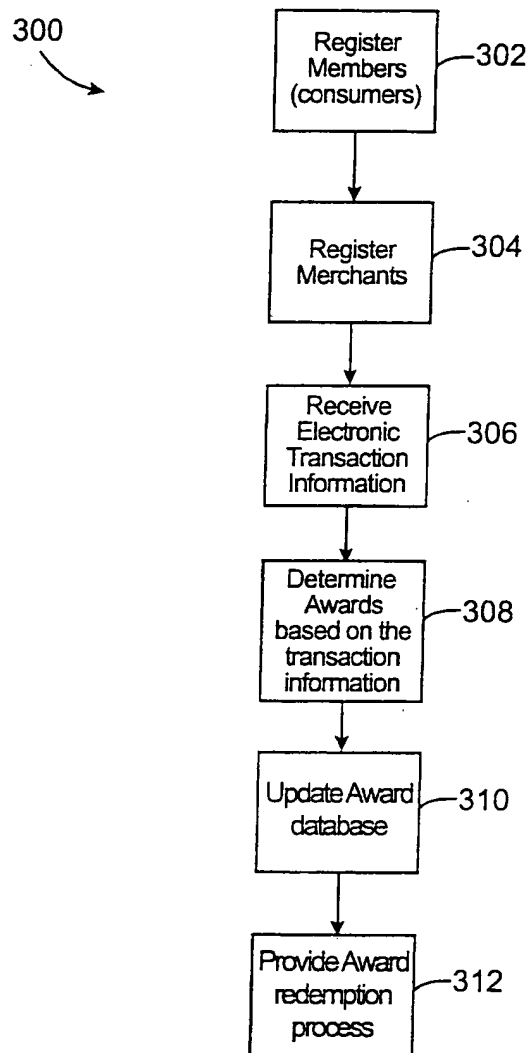 300
Register
Members
(consumers)
302
Register
Merchants
304
Receive
Electronic
Transaction
Information
306
Determine
Awards
based on the
transaction
information
308
Update Award
database
310
Provide Award
redemption
process
312